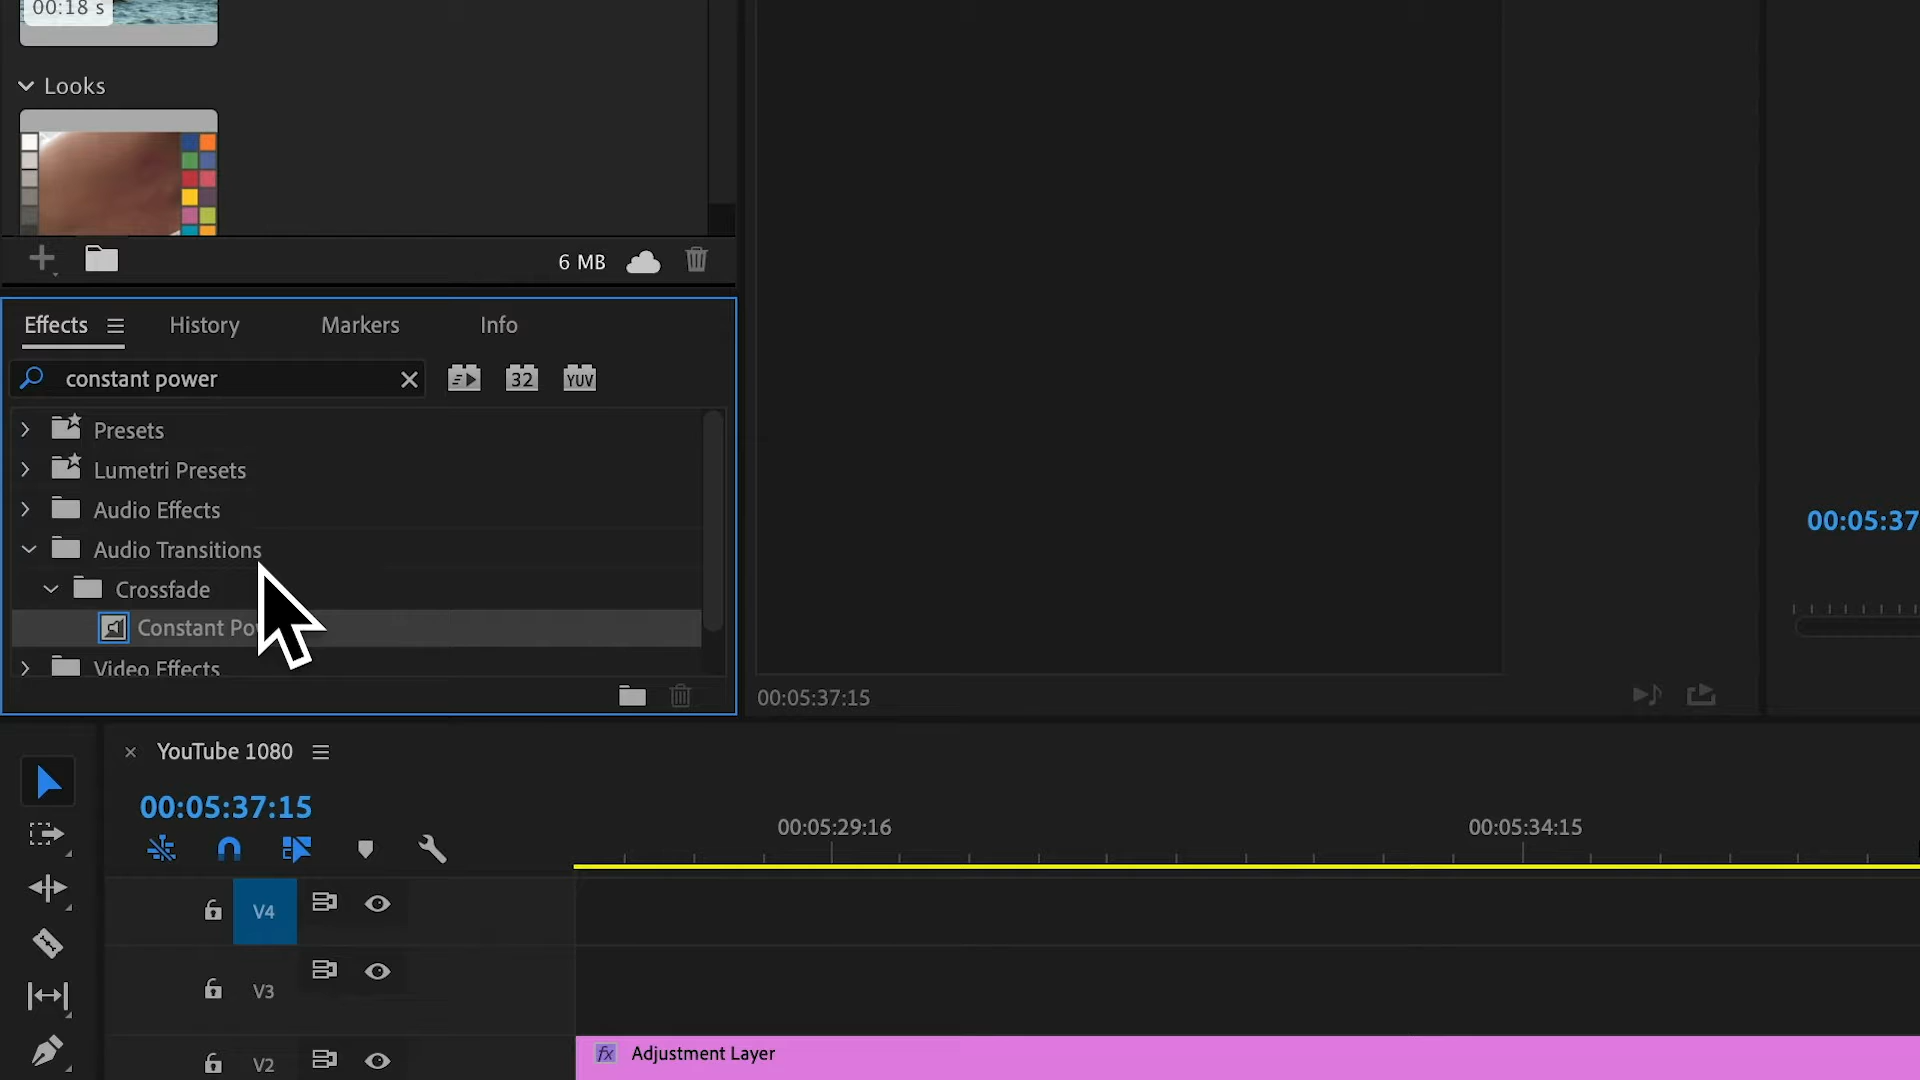 00:18 s
Looks
6 MB
Effects History Markers Info
constant power
32 YUV
Presets
Lumetri Presets
Audio Effects
Audio Transitions
Crossfade
Constant Po
Video Effects
00:05:37
00:05:37:15
YouTube 1080
00:05:37:15
00:05:29:16 00:05:34:15
V4
V3
V2
fx Adjustment Layer